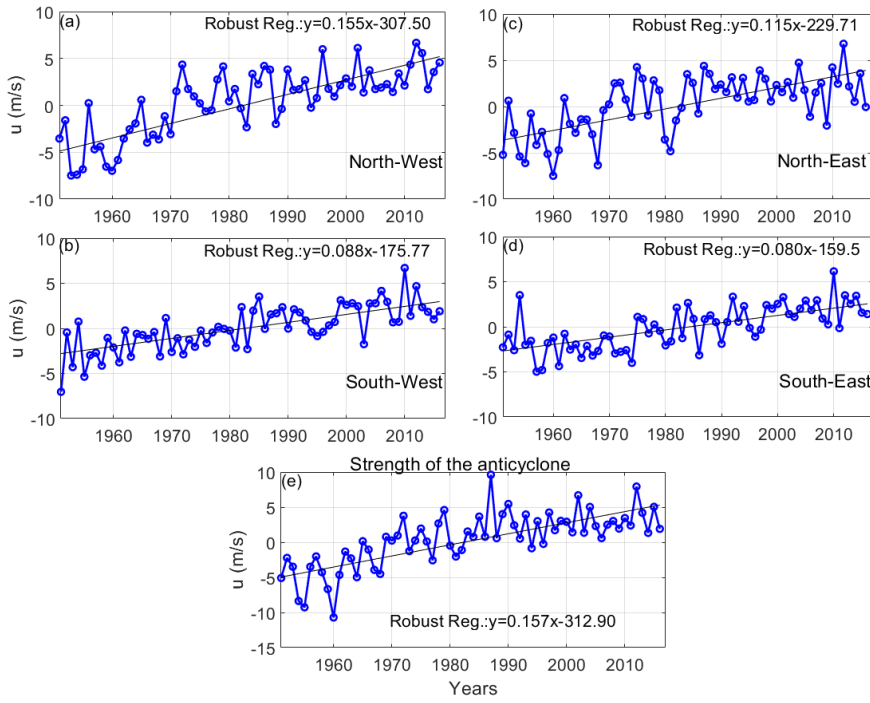 (a)
Robust Reg.:y=0.155x-307.50
10
5
0
-5
-10
u (m/s)
North-West
1960 1970 1980 1990 2000 2010
(c)
Robust Reg.:y=0.115x-229.71
10
5
0
-5
-10
North-East
1960 1970 1980 1990 2000 2010
(b)
Robust Reg.:y=0.088x-175.77
10
5
0
-5
-10
u (m/s)
South-West
1960 1970 1980 1990 2000 2010
(d)
Robust Reg.:y=0.080x-159.5
10
5
0
-5
-10
South-East
1960 1970 1980 1990 2000 2010
Strength of the anticyclone
(e)
10
5
0
-5
-10
-15
u (m/s)
Robust Reg.:y=0.157x-312.90
1960 1970 1980 1990 2000 2010
Years